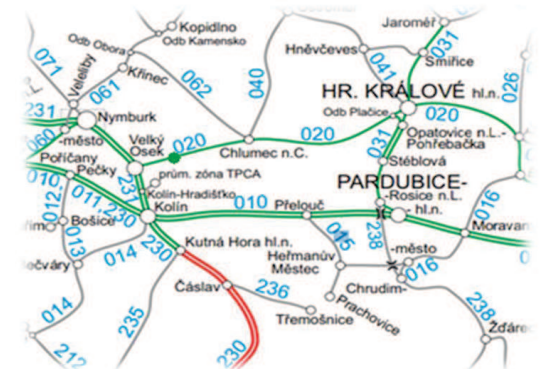 Kopidlno
Odb Kamensko
Odb Obora
Jaroměř
031
Hněvčeves
Smiřice
071
Veleliby
Křinec
061
062
040
041
026
HR. KRÁLOVÉ hl.n.
Odb Plačice
020
231
Nymburk
060
-město
Velký
Osek
020
020
Chlumec n.C.
031
Opatovice n.L.-
Pohřebačka
Stéblová
Poříčany
Pečky
010
011,230
231
prům. zóna TPCA
Kolín-Hradišťko
Kolín
PARDUBICE-
-Rosice n.L.
- hl.n.
010
Přelouč
016
Moravan
012
Bošice
013
014
230
Kutná Hora hl.n.
015
Heřmanův
Městec
238
-město
016
Chrudim-
ečváry
014
235
Čáslav
236
Třemošnice
Prachovice
238
Žďáre
212
230